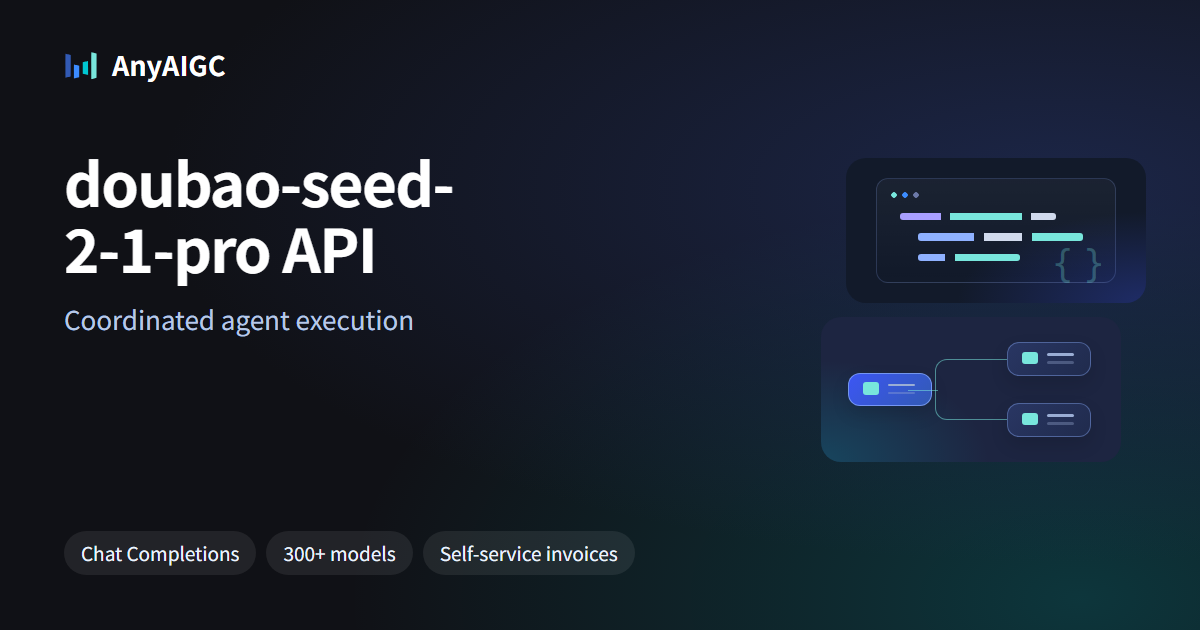 AnyAIGC
doubao-seed-
2-1-pro API
Coordinated agent execution
{ }
Chat Completions
300+ models
Self-service invoices